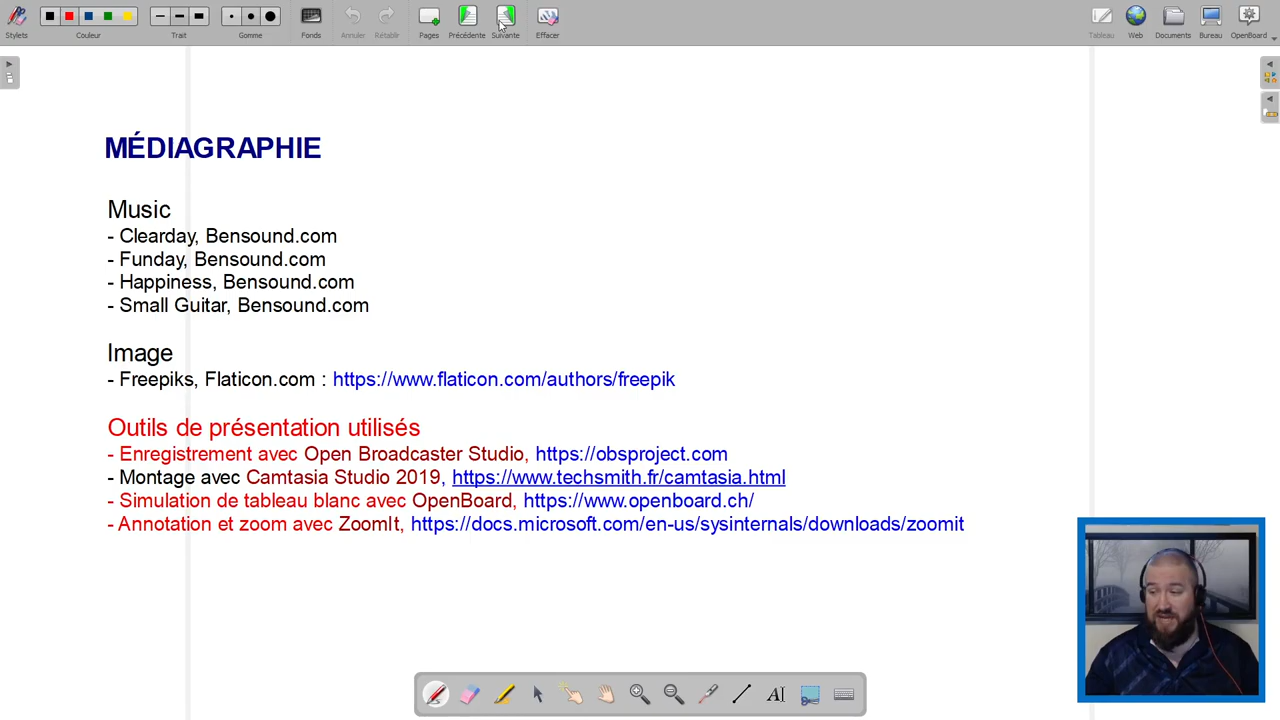 Stylets
Couleur
Trait
Gomme
Fonds
Annuler
Rétablir
Pages
Précédente
Suivante
Effacer
Tableau
Web
Documents
Bureau
OpenBoard
MÉDIAGRAPHIE
Music
- Clearday, Bensound.com
- Funday, Bensound.com
- Happiness, Bensound.com
- Small Guitar, Bensound.com
Image
- Freepiks, Flaticon.com : https://www.flaticon.com/authors/freepik
Outils de présentation utilisés
- Enregistrement avec Open Broadcaster Studio, https://obsproject.com
- Montage avec Camtasia Studio 2019, https://www.techsmith.fr/camtasia.html
- Simulation de tableau blanc avec OpenBoard, https://www.openboard.ch/
- Annotation et zoom avec ZoomIt, https://docs.microsoft.com/en-us/sysinternals/downloads/zoomit